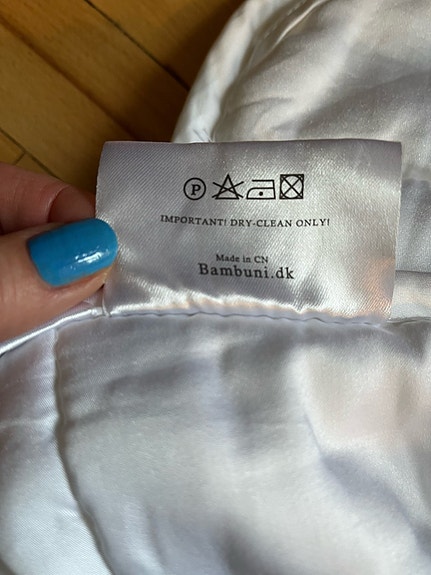 P
IMPORTANT! DRY-CLEAN ONLY!
Made in CN
Bambuni.dk